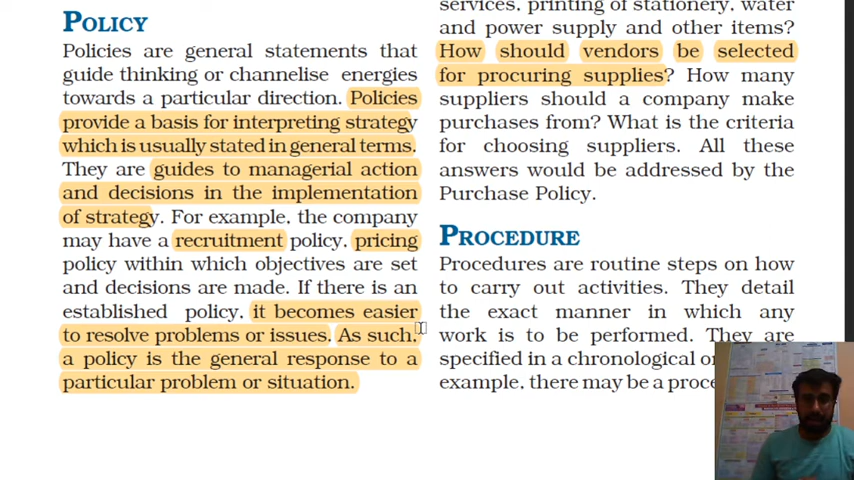 POLICY
Policies are general statements that
guide thinking or channelise energies
towards a particular direction. Policies
provide a basis for interpreting strategy
which is usually stated in general terms.
They are guides to managerial action
and decisions in the implementation
of strategy. For example, the company
may have a recruitment policy, pricing
policy within which objectives are set
and decisions are made. If there is an
established policy, it becomes easier
to resolve problems or issues. As such,
a policy is the general response to a
particular problem or situation.
services, printing of stationery, water
and power supply and other items?
How should vendors be selected
for procuring supplies? How many
suppliers should a company make
purchases from? What is the criteria
for choosing suppliers. All these
answers would be addressed by the
Purchase Policy.
PROCEDURE
Procedures are routine steps on how
to carry out activities. They detail
the exact manner in which any
work is to be performed. They are
specified in a chronological
example, there may be a